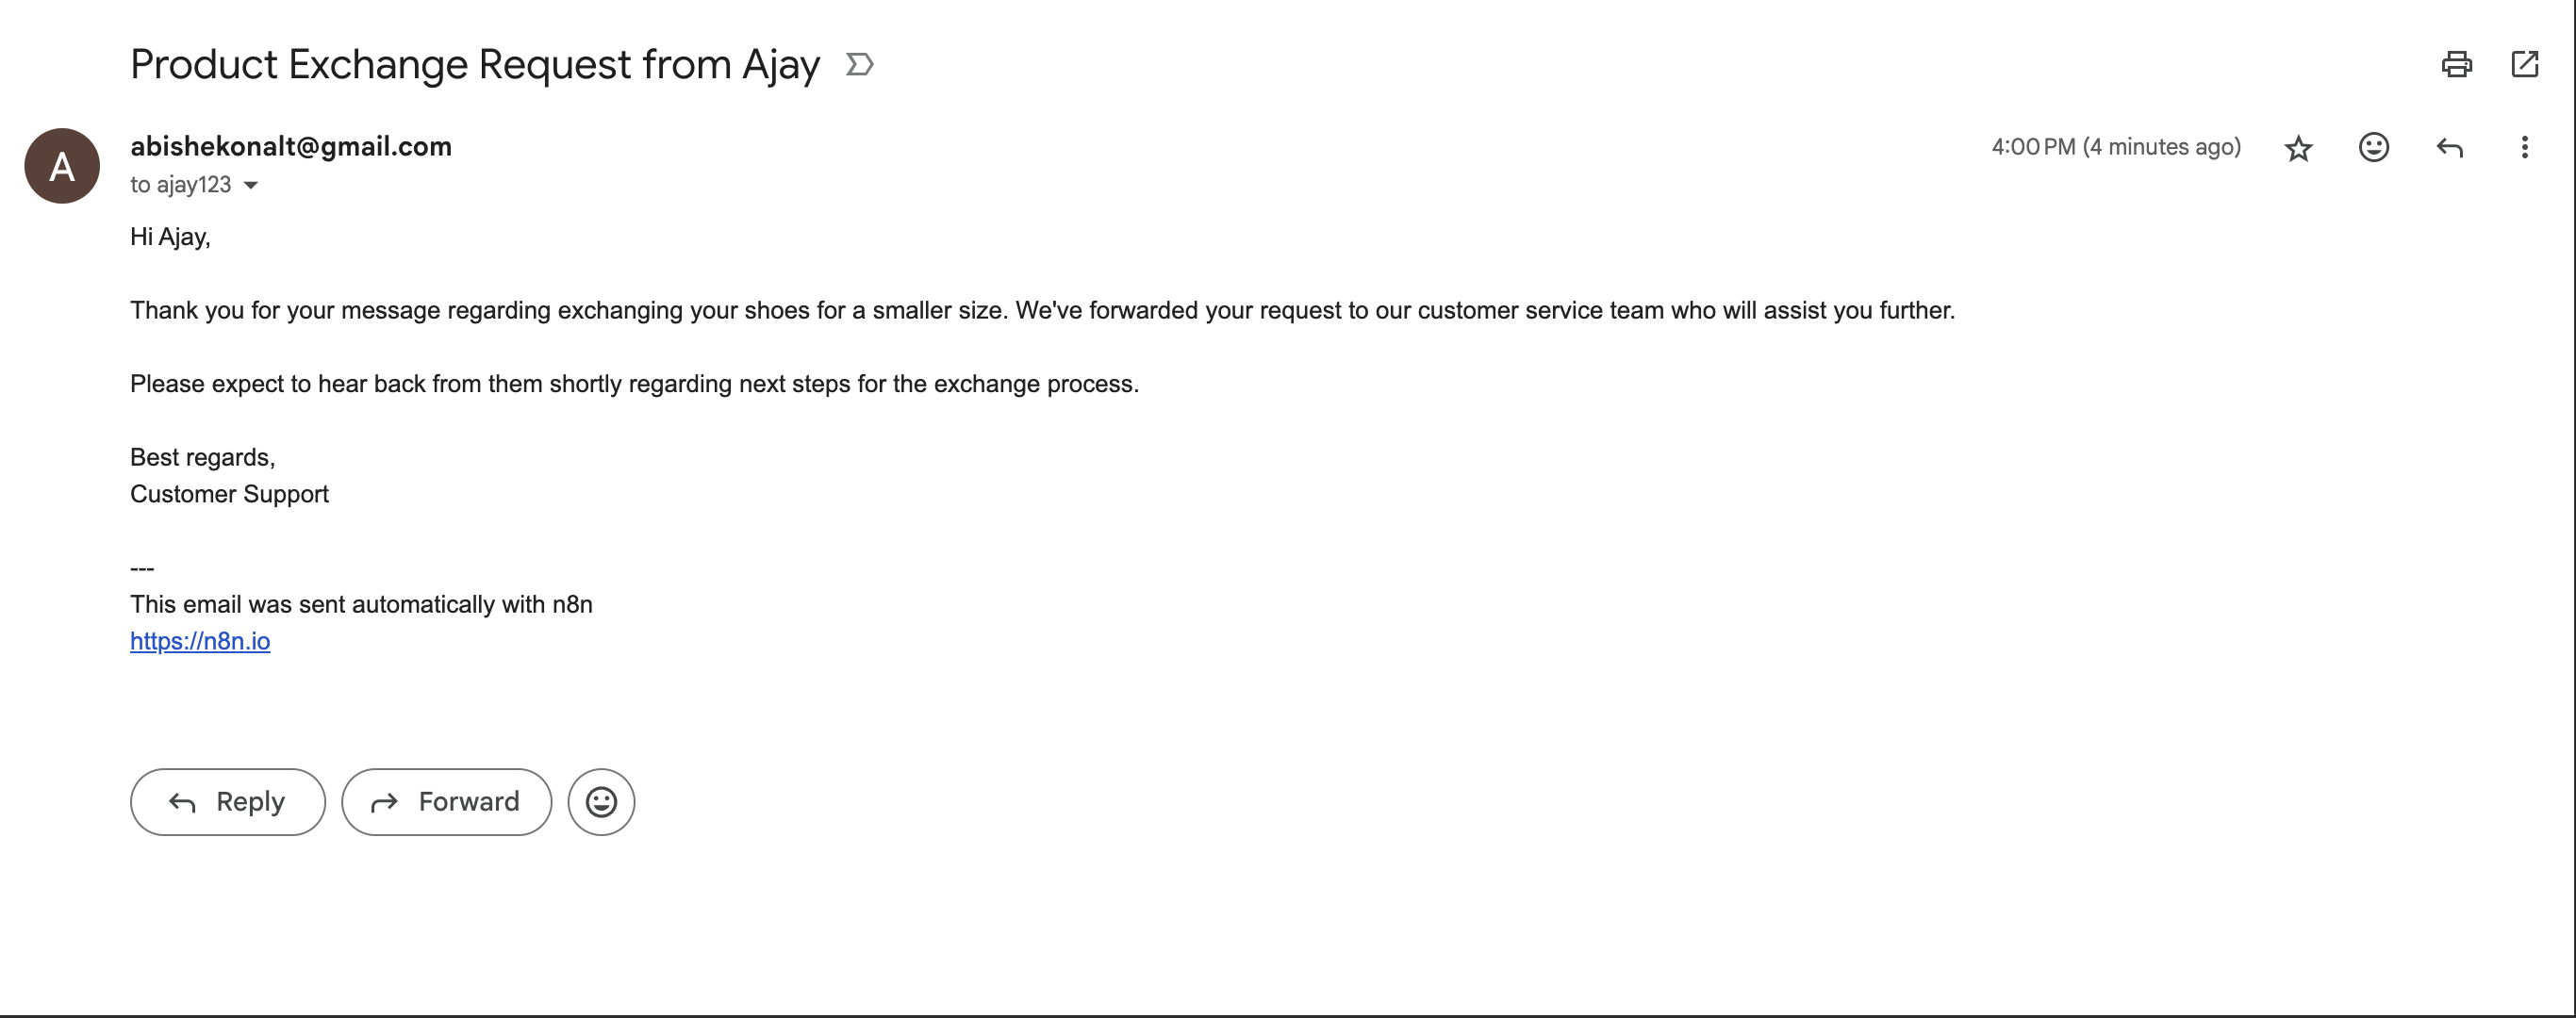 Product Exchange Request from Ajay
abishekonalt@gmail.com
4:00 PM (4 minutes ago)
to ajay123
A
Hi Ajay,
Thank you for your message regarding exchanging your shoes for a smaller size. We've forwarded your request to our customer service team who will assist you further.
Please expect to hear back from them shortly regarding next steps for the exchange process.
Best regards,
Customer Support
---
This email was sent automatically with n8n
https://n8n.io
Reply
Forward